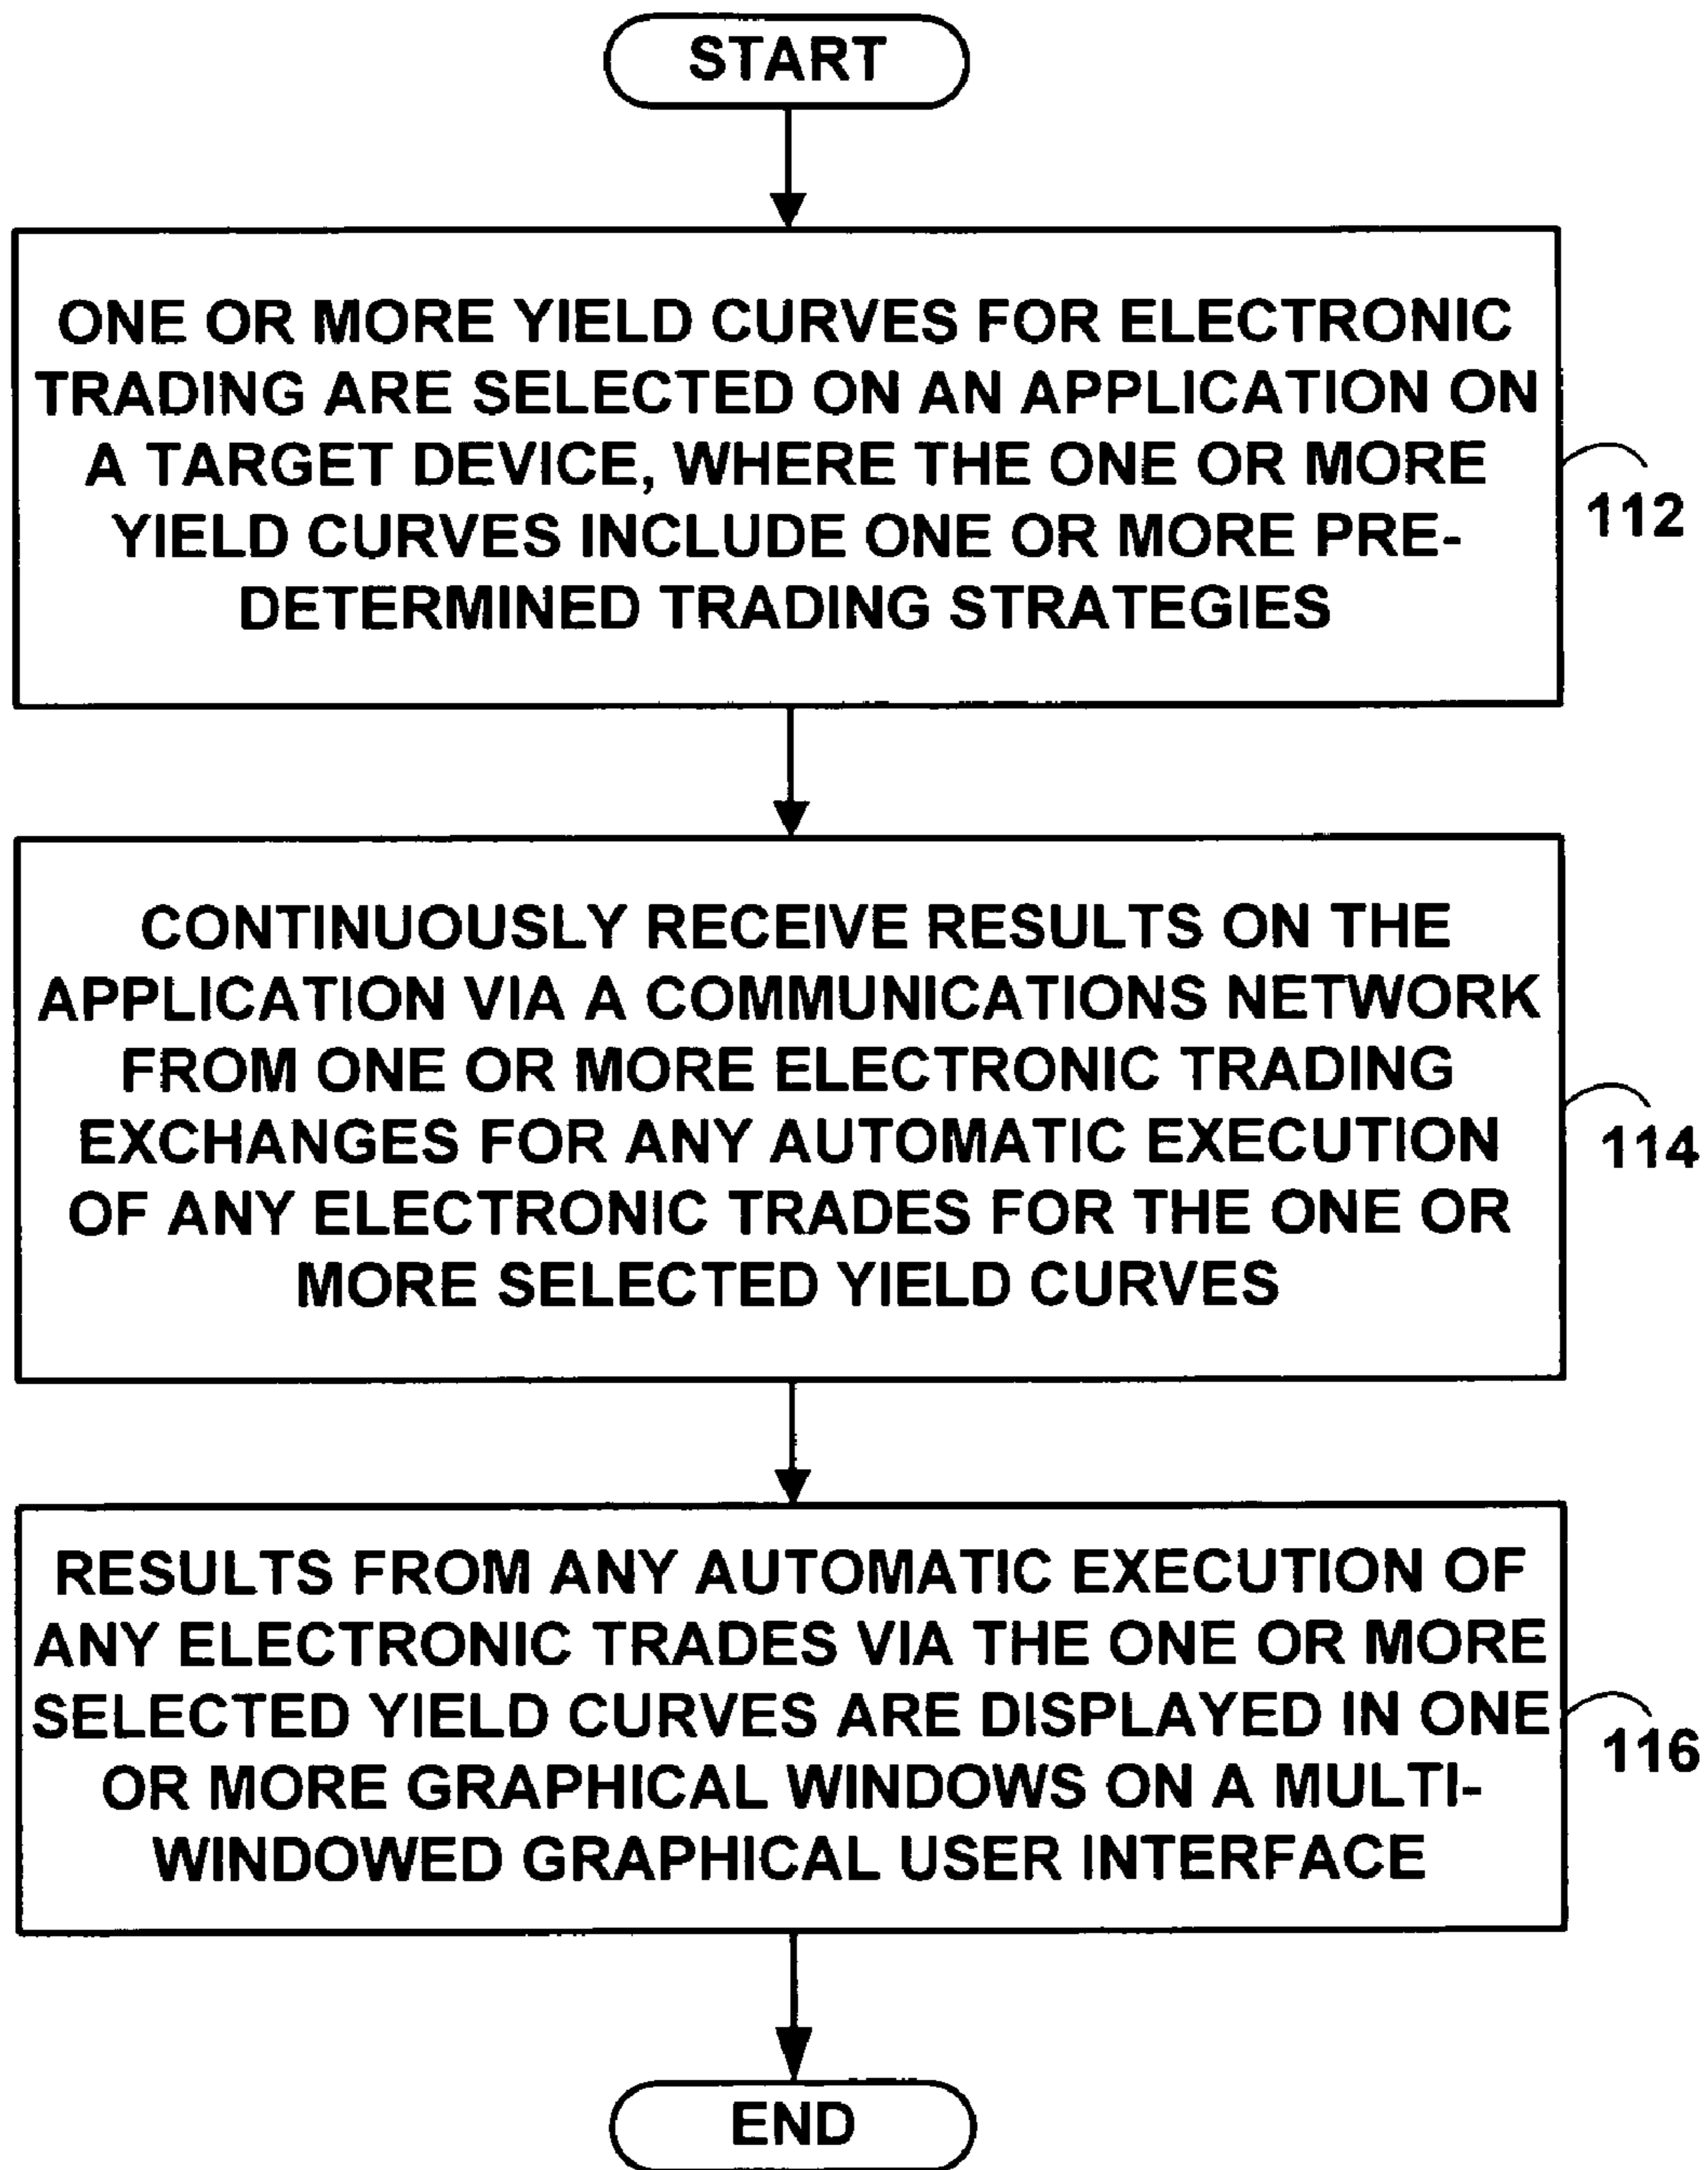 START
ONE OR MORE YIELD CURVES FOR ELECTRONIC
TRADING ARE SELECTED ON AN APPLICATION ON
A TARGET DEVICE, WHERE THE ONE OR MORE
YIELD CURVES INCLUDE ONE OR MORE PRE-
DETERMINED TRADING STRATEGIES
112
CONTINUOUSLY RECEIVE RESULTS ON THE
APPLICATION VIA A COMMUNICATIONS NETWORK
FROM ONE OR MORE ELECTRONIC TRADING
EXCHANGES FOR ANY AUTOMATIC EXECUTION
OF ANY ELECTRONIC TRADES FOR THE ONE OR
MORE SELECTED YIELD CURVES
114
RESULTS FROM ANY AUTOMATIC EXECUTION OF
ANY ELECTRONIC TRADES VIA THE ONE OR MORE
SELECTED YIELD CURVES ARE DISPLAYED IN ONE
OR MORE GRAPHICAL WINDOWS ON A MULTI-
WINDOWED GRAPHICAL USER INTERFACE
116
END